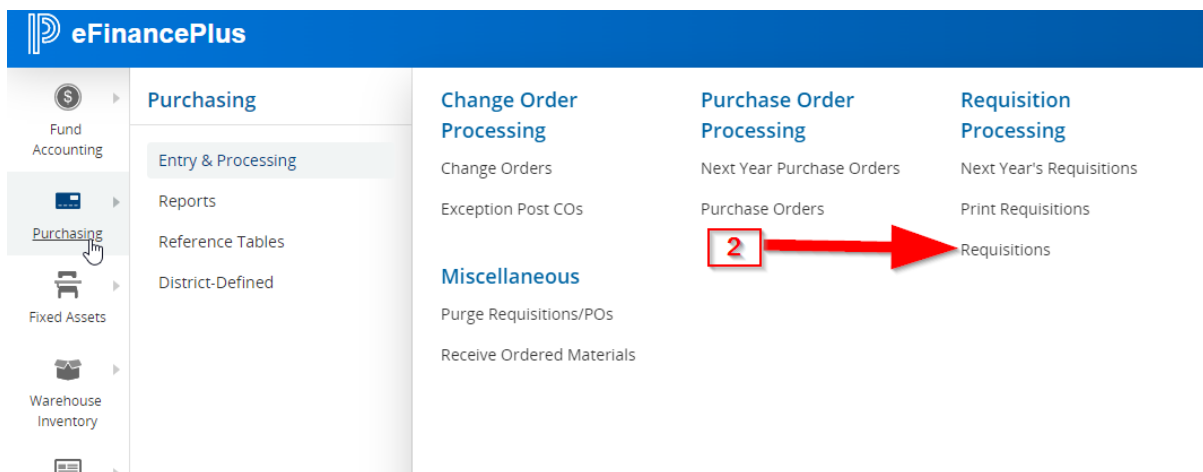 eFinancePlus
Fund
Accounting
Purchasing
Fixed Assets
Warehouse
Inventory
Purchasing
Entry & Processing
Reports
Reference Tables
District-Defined
Change Order
Processing
Change Orders
Exception Post COs
Miscellaneous
Purge Requisitions/POs
Receive Ordered Materials
Purchase Order
Processing
Next Year Purchase Orders
Purchase Orders
2
Requisition
Processing
Next Year's Requisitions
Print Requisitions
Requisitions